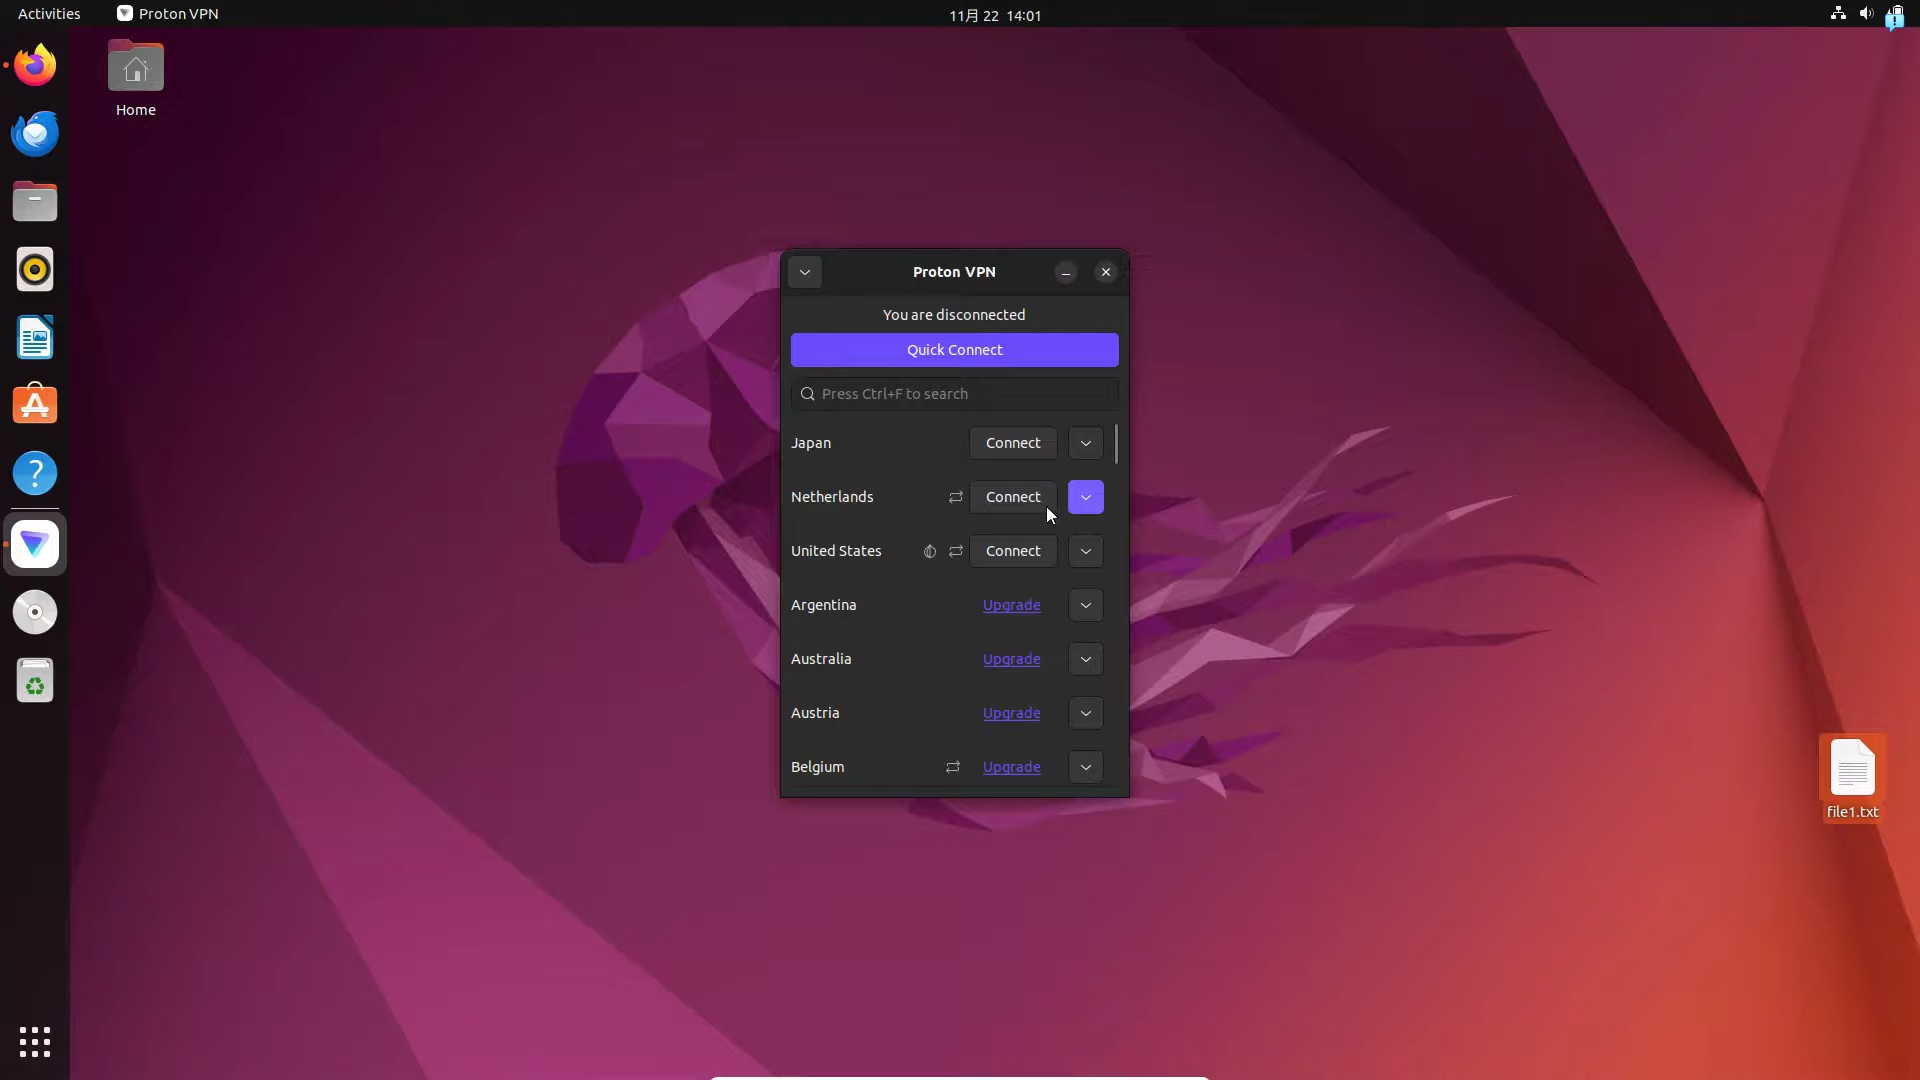 Activities
Proton VPN
11月 22 14:01
Home
Proton VPN
You are disconnected
Quick Connect
Press Ctrl+F to search
Japan Connect
Netherlands Connect
United States Connect
Argentina Upgrade
Australia Upgrade
Austria Upgrade
Belgium Upgrade
file1.txt